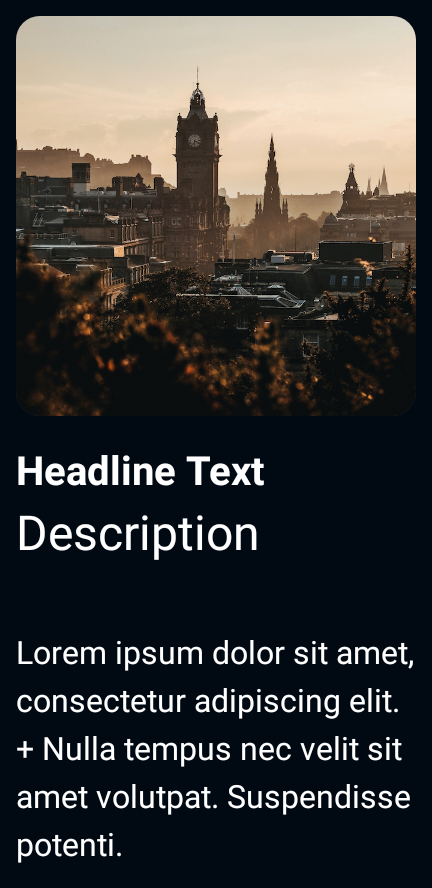 Headline Text
Description
Lorem ipsum dolor sit amet,
consectetur adipiscing elit.
+ Nulla tempus nec velit sit
amet volutpat. Suspendisse
potenti.